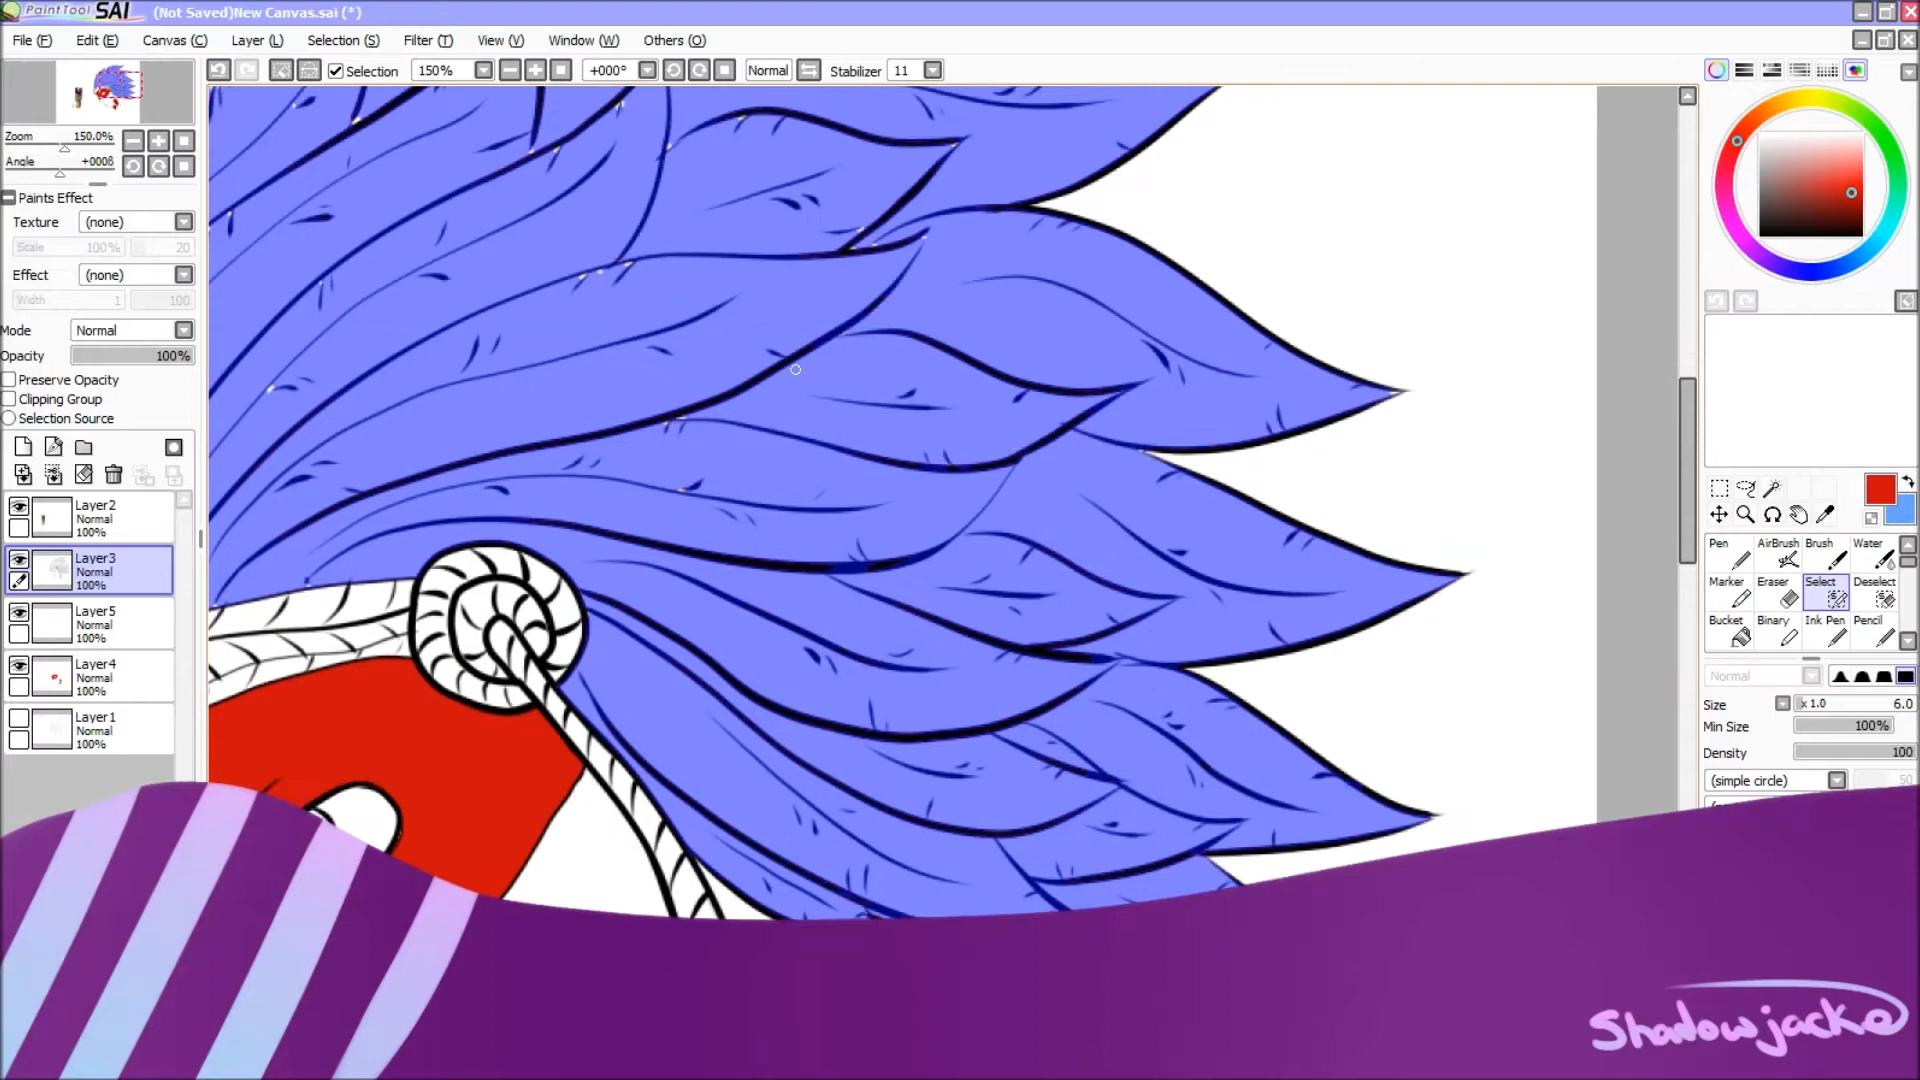 PaintTool SAI (Not Saved)New Canvas.sai (*)
File (F) Edit (E) Canvas (C) Layer (L) Selection (S) Filter (T) View (V) Window (W) Others (O)
Selection 150% +000° Normal Stabilizer 11
Zoom 150.0%
Angle +000ß
Paints Effect
Texture (none)
Scale 100% 20
Effect (none)
Width 1 100
Mode Normal
Opacity 100%
Preserve Opacity
Clipping Group
Selection Source
Layer2
Normal
100%
Layer3
Normal
100%
Layer5
Normal
100%
Layer4
Normal
100%
Layer1
Normal
100%
Pen AirBrush Brush Water
Marker Eraser Select Deselect
Bucket Binary Ink Pen Pencil
Normal
Size x 1.0 6.0
Min Size 100%
Density 100
(simple circle) 50
Shadowjacko